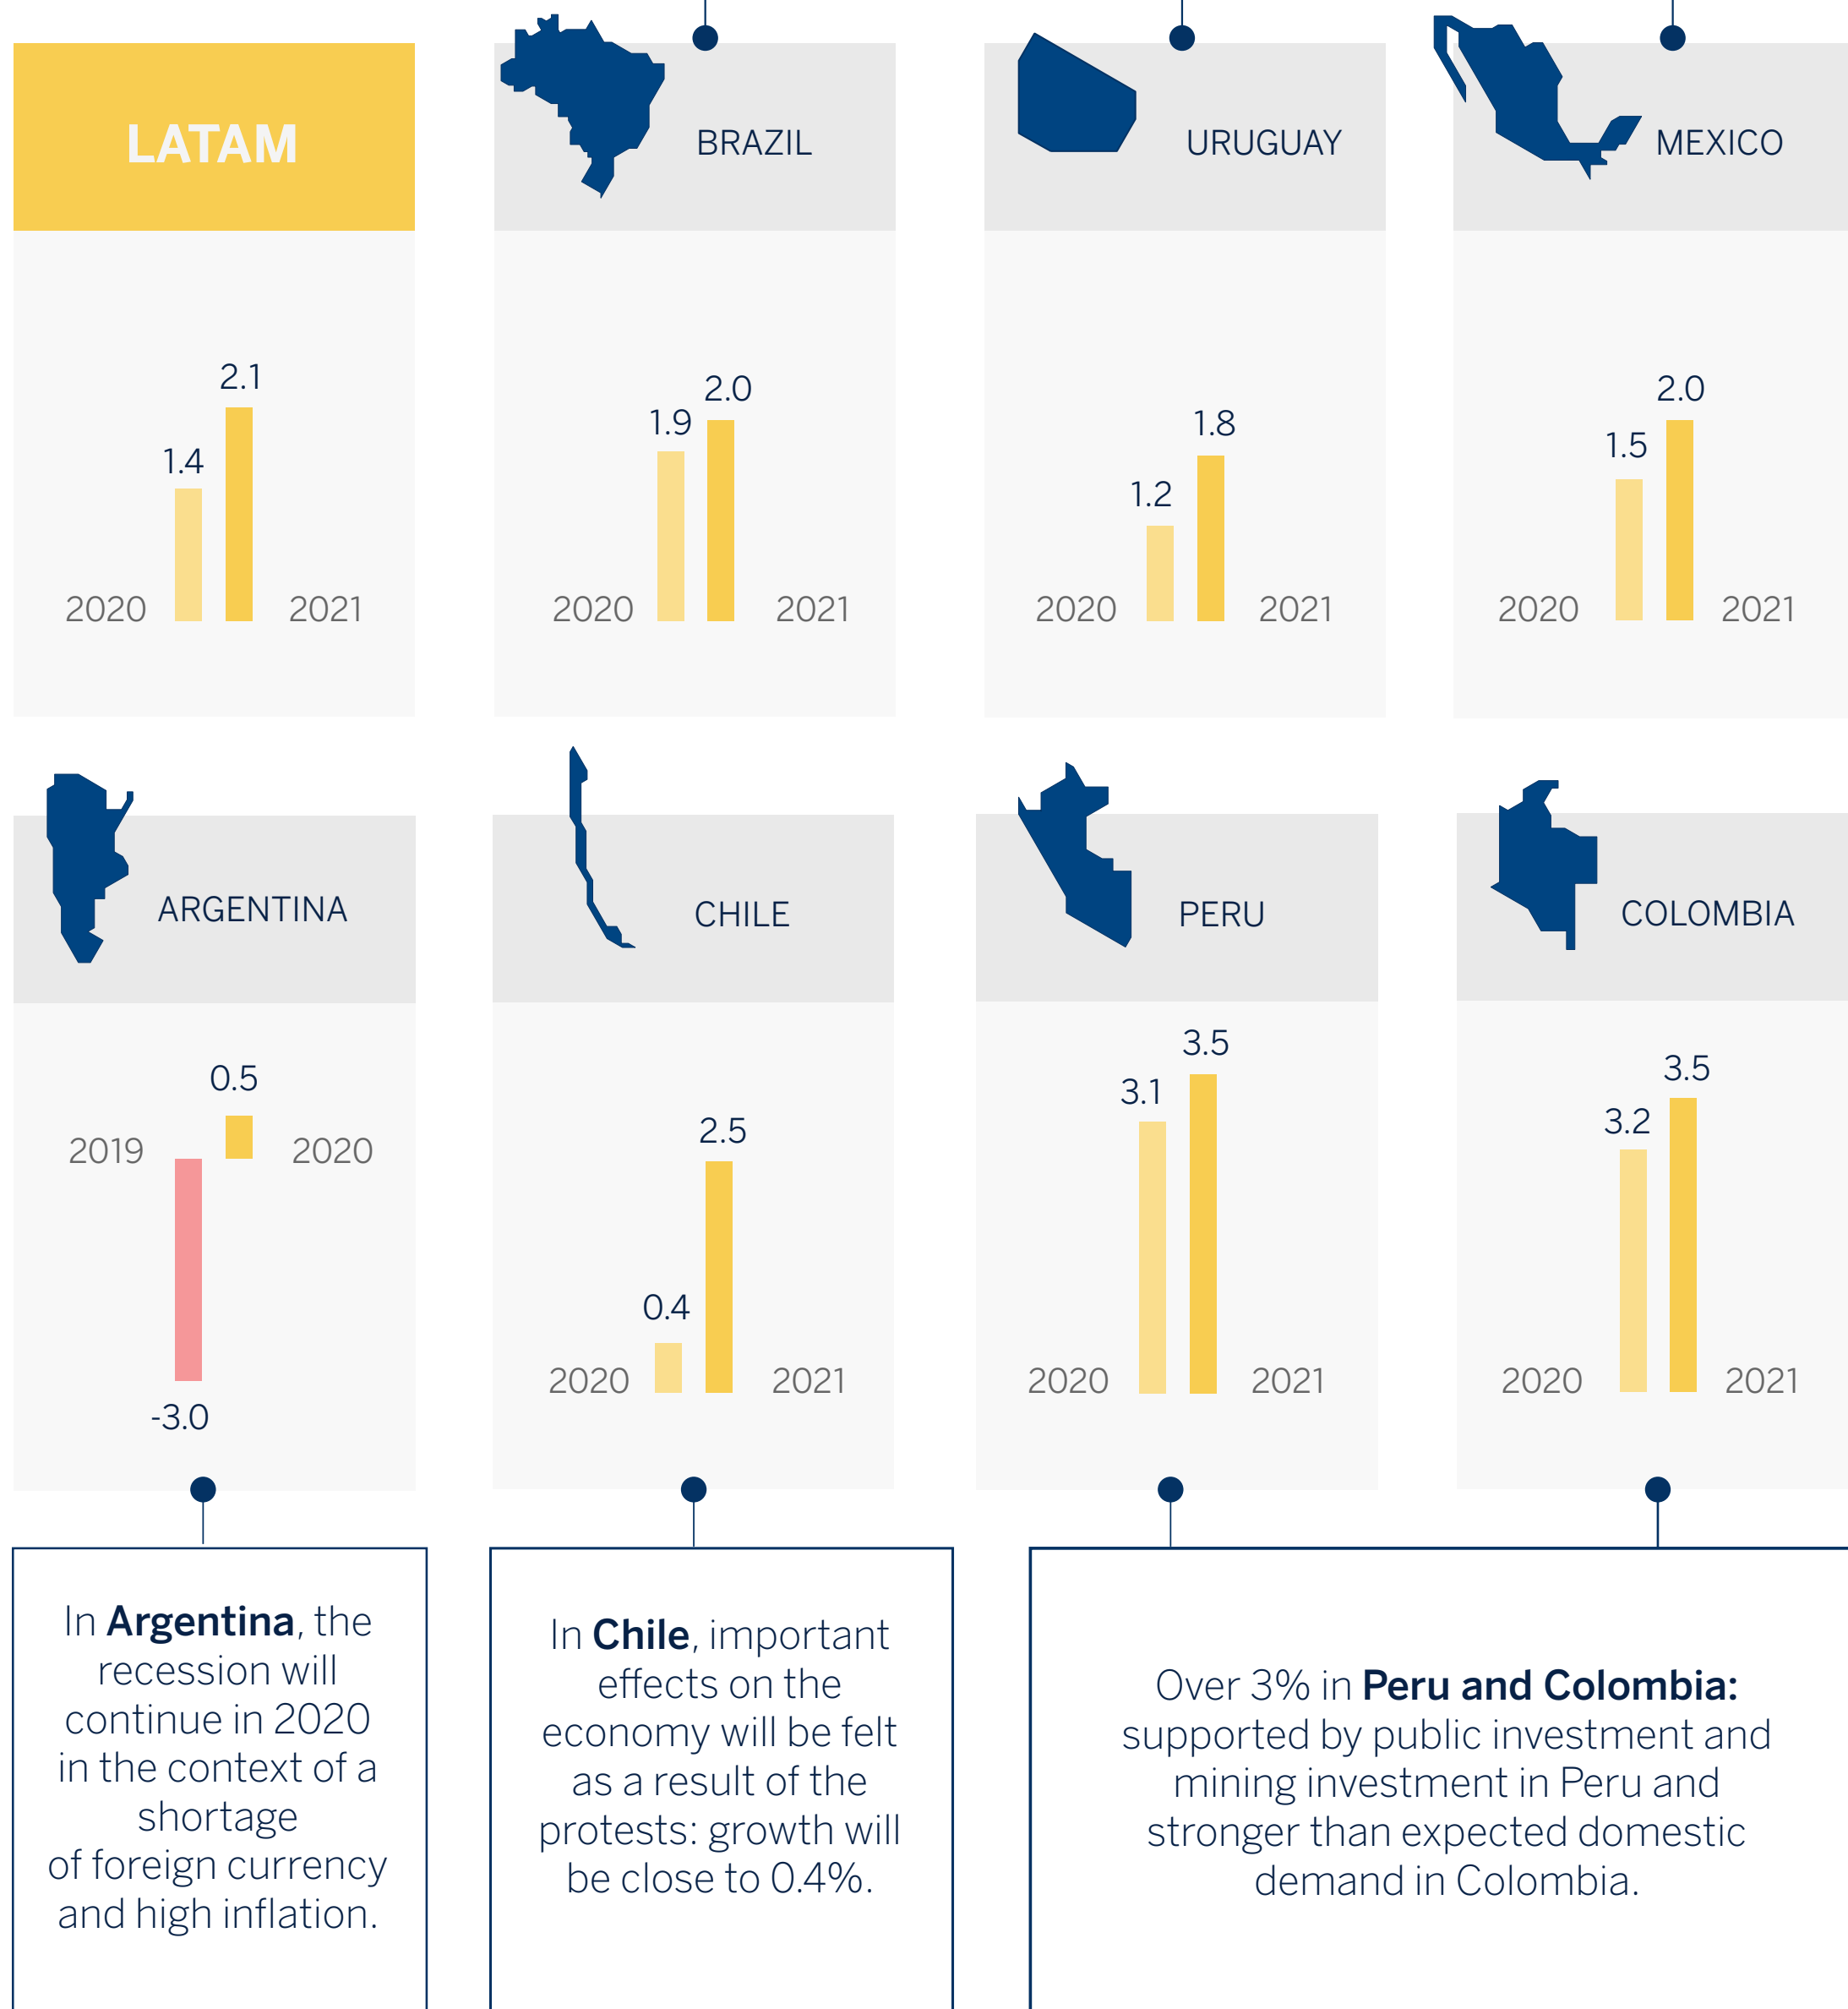 LATAM
BRAZIL
URUGUAY
MEXICO
2.1
1.4
2020
2021
2.0
1.9
2020
2021
1.8
1.2
2020
2021
2.0
1.5
2020
2021
ARGENTINA
CHILE
PERU
COLOMBIA
0.5
2019
2020
-3.0
2.5
0.4
2020
2021
3.5
3.1
2020
2021
3.5
3.2
2020
2021
In Argentina, the
recession will
continue in 2020
in the context of a
shortage
of foreign currency
and high inflation.
In Chile, important
effects on the
economy will be felt
as a result of the
protests: growth will
be close to 0.4%.
Over 3% in Peru and Colombia:
supported by public investment and
mining investment in Peru and
stronger than expected domestic
demand in Colombia.